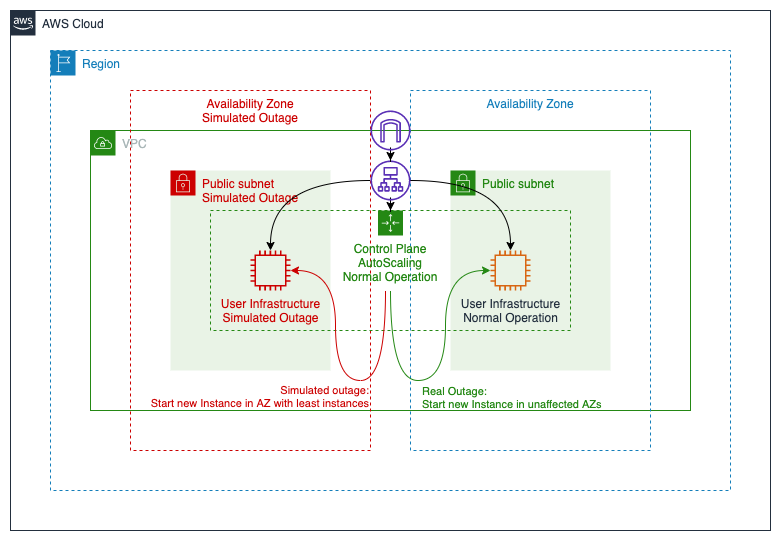 aws
AWS Cloud
Region
Availability Zone
Simulated Outage
Availability Zone
VPC
Public subnet
Simulated Outage
Public subnet
Control Plane
AutoScaling
Normal Operation
User Infrastructure
Simulated Outage
User Infrastructure
Normal Operation
Simulated outage:
Start new Instance in AZ with least instances
Real Outage:
Start new Instance in unaffected AZs